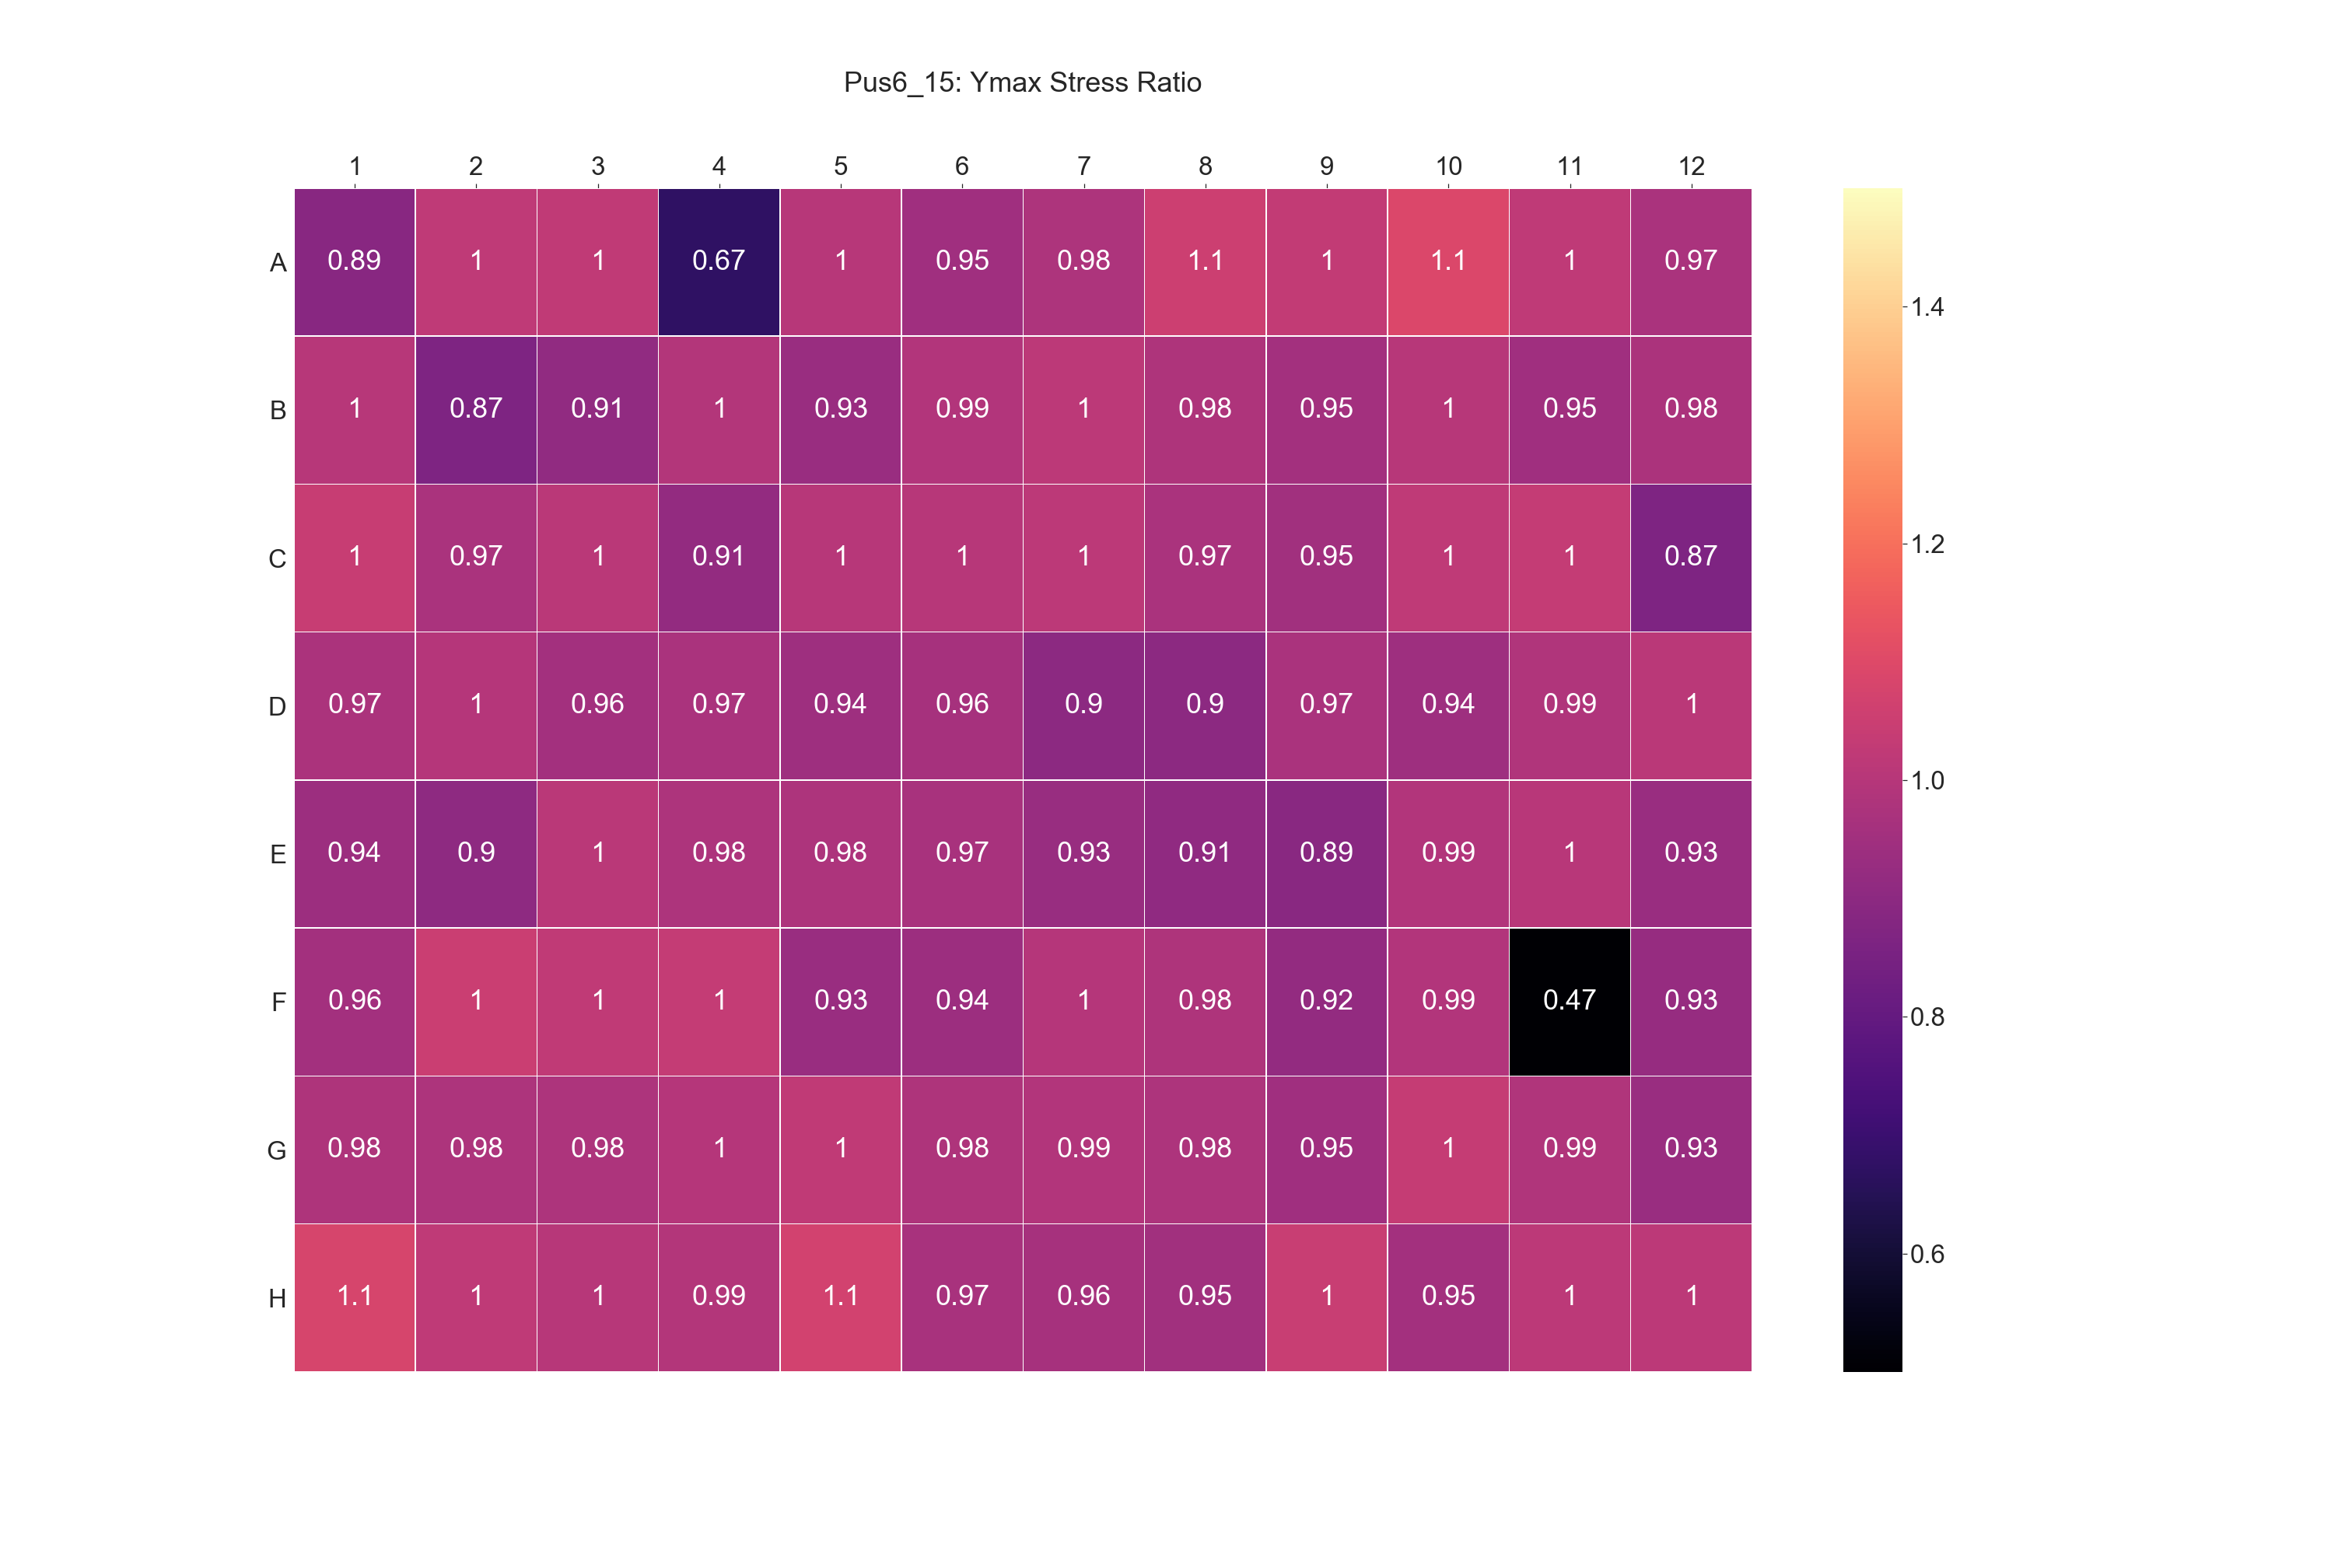 Pus6_15: Ymax Stress Ratio
1 2 3 4 5 6 7 8 9 10 11 12
A 0.89 1 1 0.67 1 0.95 0.98 1.1 1 1.1 1 0.97
1.4
B 1 0.87 0.91 1 0.93 0.99 1 0.98 0.95 1 0.95 0.98
1.2
C 1 0.97 1 0.91 1 1 1 0.97 0.95 1 1 0.87
D 0.97 1 0.96 0.97 0.94 0.96 0.9 0.9 0.97 0.94 0.99 1
1.0
E 0.94 0.9 1 0.98 0.98 0.97 0.93 0.91 0.89 0.99 1 0.93
F 0.96 1 1 1 0.93 0.94 1 0.98 0.92 0.99 0.47 0.93
0.8
G 0.98 0.98 0.98 1 1 0.98 0.99 0.98 0.95 1 0.99 0.93
0.6
H 1.1 1 1 0.99 1.1 0.97 0.96 0.95 1 0.95 1 1